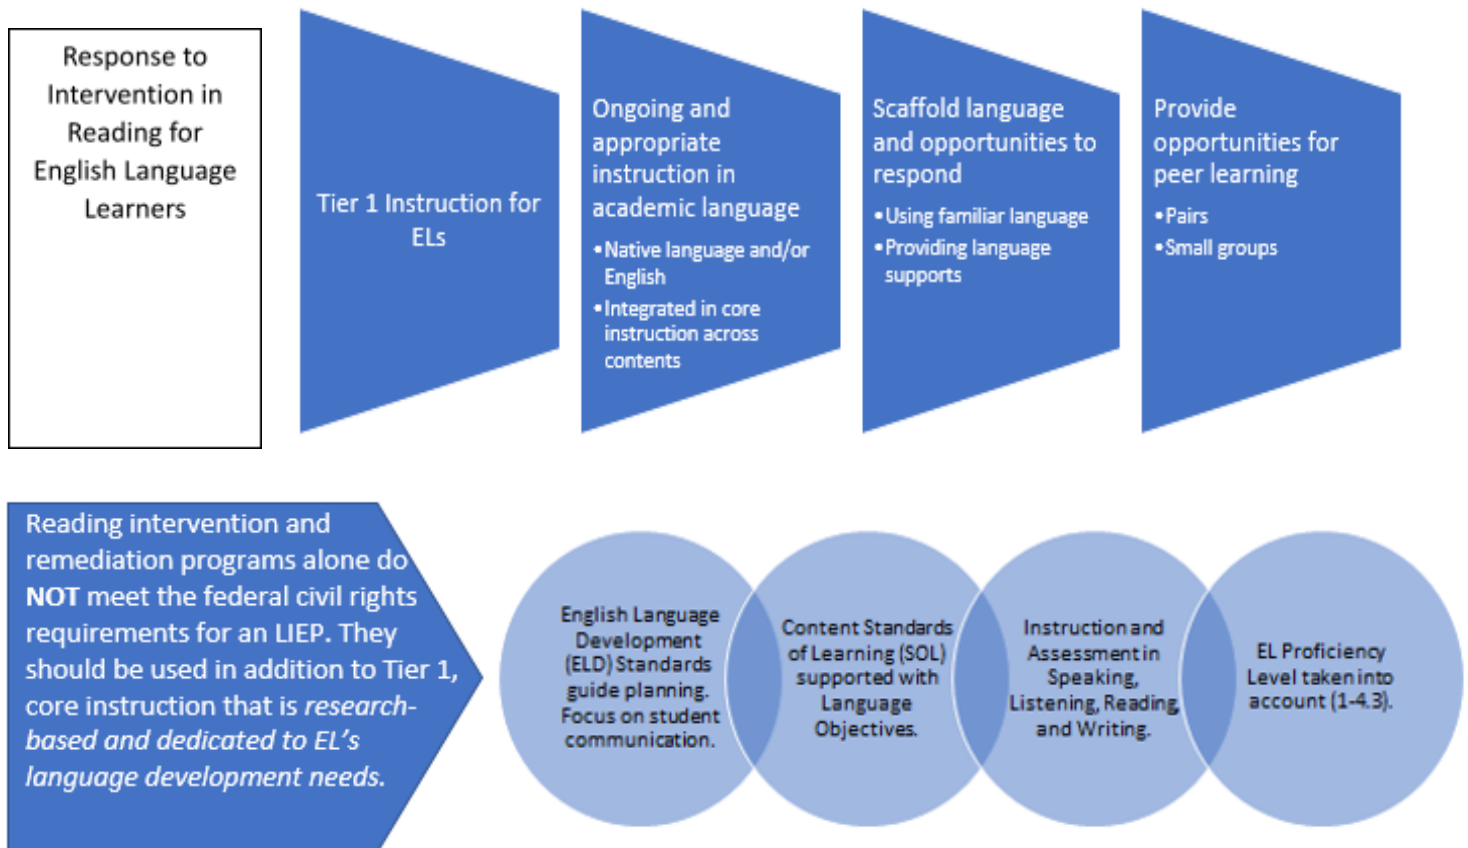 Response to
Intervention in
Reading for
English Language
Learners
Tier 1 Instruction for
ELs
Ongoing and
appropriate
instruction in
academic language
•Native language and/or
English
•Integrated in core
instruction across
contents
Scaffold language
and opportunities to
respond
•Using familiar language
•Providing language
supports
Provide
opportunities for
peer learning
•Pairs
•Small groups
Reading intervention and
remediation programs alone do
NOT meet the federal civil rights
requirements for an LIEP. They
should be used in addition to Tier 1,
core instruction that is research-
based and dedicated to EL’s
language development needs.
English Language
Development
(ELD) Standards
guide planning.
Focus on student
communication.
Content Standards
of Learning (SOL)
supported with
Language
Objectives.
Instruction and
Assessment in
Speaking,
Listening, Reading,
and Writing.
EL Proficiency
Level taken into
account (1-4.3).